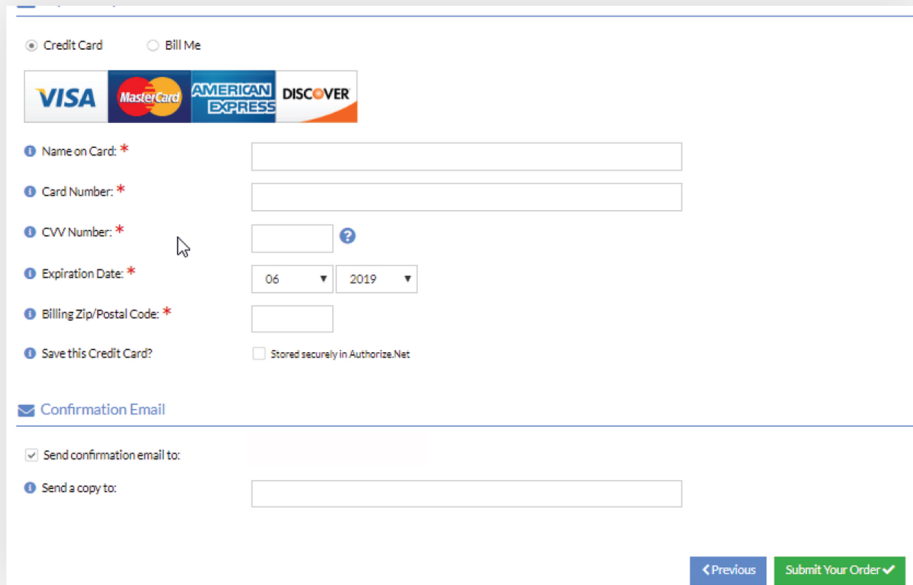 Credit Card Bill Me
VISA MasterCard AMERICAN EXPRESS DISCOVER
Name on Card: *
Card Number: *
CVV Number: *
Expiration Date: * 06 2019
Billing Zip/Postal Code: *
Save this Credit Card? Stored securely in Authorize.Net
Confirmation Email
Send confirmation email to:
Send a copy to:
Previous Submit Your Order